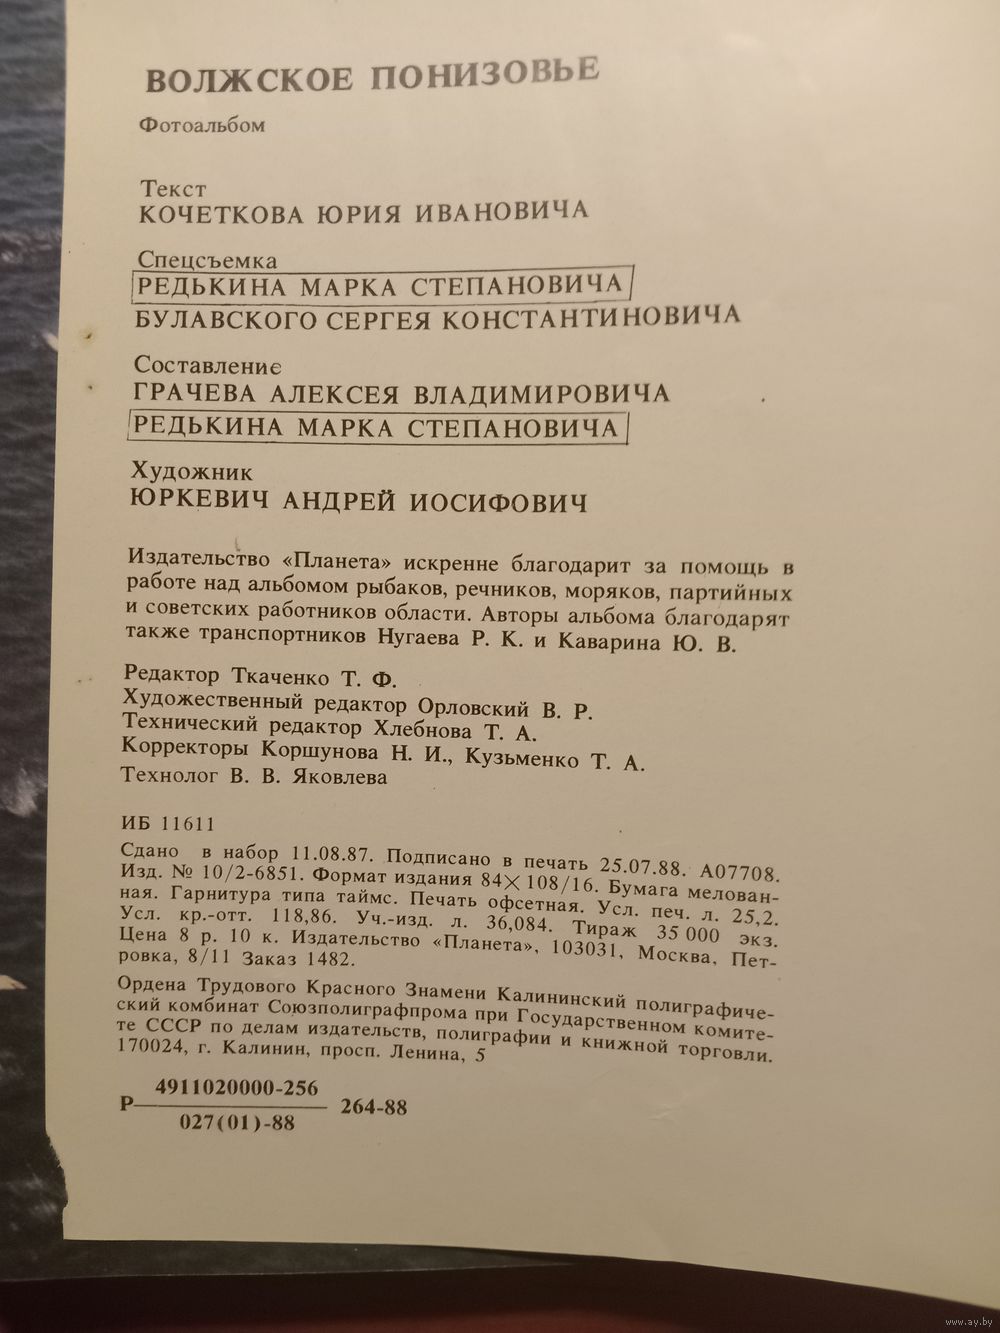 ВОЛЖСКОЕ ПОНИЗОВЬЕ
Фотоальбом
Текст
КОЧЕТКОВА ЮРИЯ ИВАНОВИЧА
Спецсъемка
РЕДЬКИНА МАРКА СТЕПАНОВИЧА
БУЛАВСКОГО СЕРГЕЯ КОНСТАНТИНОВИЧА
Составление
ГРАЧЕВА АЛЕКСЕЯ ВЛАДИМИРОВИЧА
РЕДЬКИНА МАРКА СТЕПАНОВИЧА
Художник
ЮРКЕВИЧ АНДРЕЙ ИОСИФОВИЧ
Издательство «Планета» искренне благодарит за помощь в
работе над альбомом рыбаков, речников, моряков, партийных
и советских работников области. Авторы альбома благодарят
также транспортников Нугаева Р. К. и Каварина Ю. В.
Редактор Ткаченко Т. Ф.
Художественный редактор Орловский В. Р.
Технический редактор Хлебнова Т. А.
Корректоры Коршунова Н. И., Кузьменко Т. А.
Технолог В. В. Яковлева
ИБ 11611
Сдано в набор 11.08.87. Подписано в печать 25.07.88. А07708.
Изд. № 10/2-6851. Формат издания 84×108/16. Бумага мелован-
ная. Гарнитура типа таймс. Печать офсетная. Усл. печ. л. 25,2.
Усл. кр.-отт. 118,86. Уч.-изд. л. 36,084. Тираж 35 000 экз.
Цена 8 р. 10 к. Издательство «Планета», 103031, Москва, Пет-
ровка, 8/11 Заказ 1482.
Ордена Трудового Красного Знамени Калининский полиграфиче-
ский комбинат Союзполиграфпрома при Государственном комите-
те СССР по делам издательств, полиграфии и книжной торговли.
170024, г. Калинин, просп. Ленина, 5
4911020000-256
Р 264-88
027(01)-88
www.ay.by